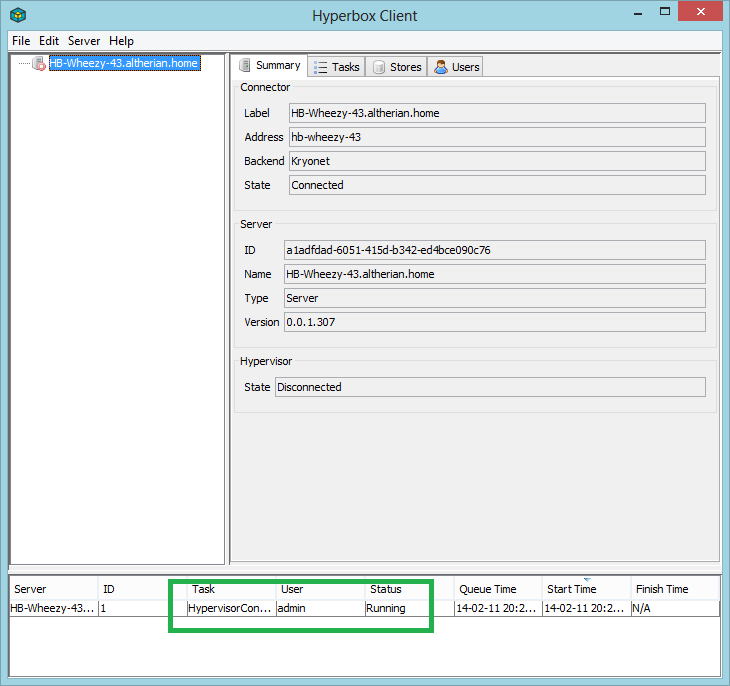 Hyperbox Client
File Edit Server Help
HB-Wheezy-43.altherian.home
Summary Tasks Stores Users
Connector
Label HB-Wheezy-43.altherian.home
Address hb-wheezy-43
Backend Kryonet
State Connected
Server
ID a1adfdad-6051-415d-b342-ed4bce090c76
Name HB-Wheezy-43.altherian.home
Type Server
Version 0.0.1.307
Hypervisor
State Disconnected
Server ID Task User Status Queue Time Start Time Finish Time
HB-Wheezy-43... 1 HypervisorCon... admin Running 14-02-11 20:2... 14-02-11 20:2... N/A